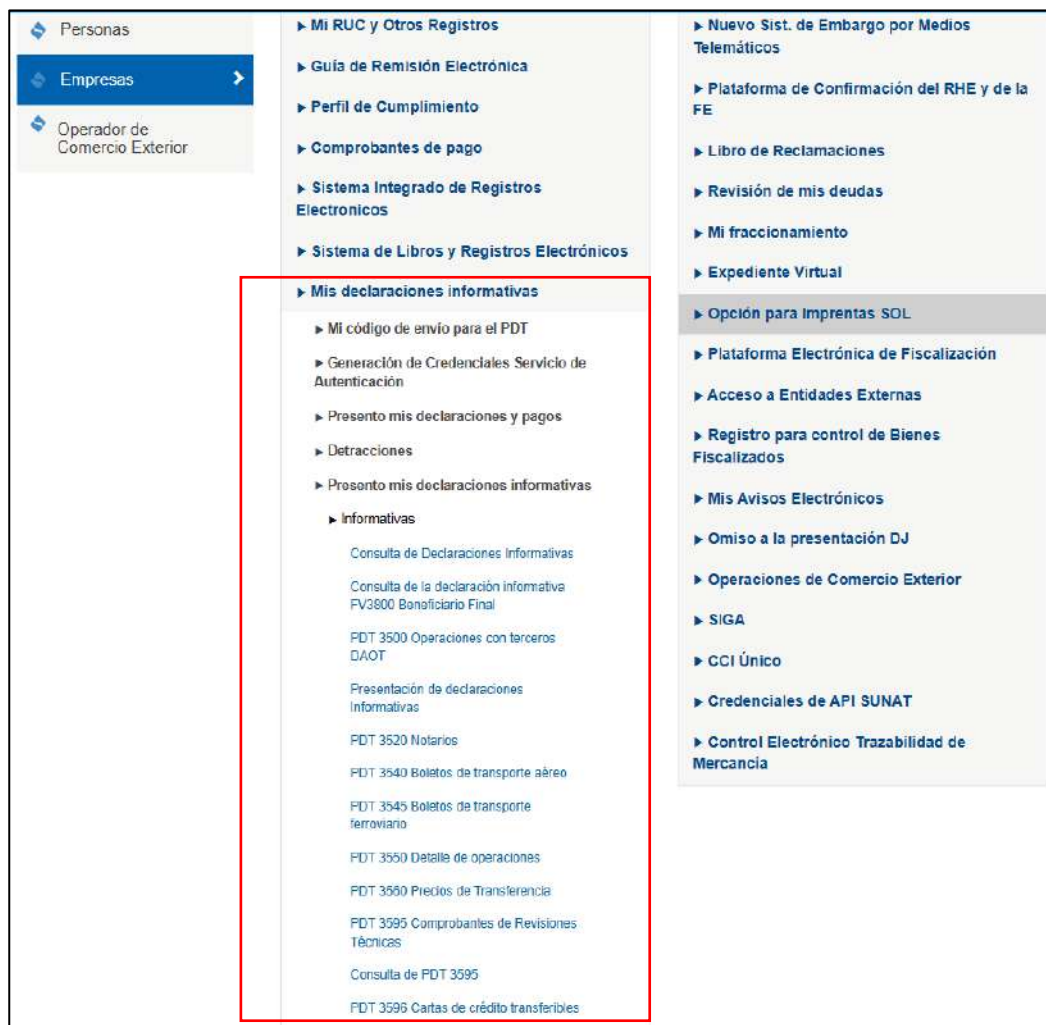 Personas
Empresas
Operador de
Comercio Exterior
Mi RUC y Otros Registros
Guía de Remisión Electrónica
Perfil de Cumplimiento
Comprobantes de pago
Sistema Integrado de Registros
Electronicos
Sistema de Libros y Registros Electrónicos
Mis declaraciones informativas
Mi código de envío para el PDT
Generación de Credenciales Servicio de
Autenticación
Presento mis declaraciones y pagos
Detracciones
Presento mis declaraciones informativas
Informativas
Consulta de Declaraciones Informativas
Consulta de la declaración informativa
FV3800 Beneficiario Final
PDT 3500 Operaciones con terceros
DAOT
Presentación de declaraciones
Informativas
PDT 3520 Notarios
PDT 3540 Boletos de transporte aéreo
PDT 3545 Boletos de transporte
ferroviario
PDT 3550 Detalle de operaciones
PDT 3560 Precios de Transferencia
PDT 3595 Comprobantes de Revisiones
Técnicas
Consulta de PDT 3595
PDT 3596 Cartas de crédito transferibles
Nuevo Sist. de Embargo por Medios
Telemáticos
Plataforma de Confirmación del RHE y de la
FE
Libro de Reclamaciones
Revisión de mis deudas
Mi fraccionamiento
Expediente Virtual
Opción para Imprentas SOL
Plataforma Electrónica de Fiscalización
Acceso a Entidades Externas
Registro para control de Bienes
Fiscalizados
Mis Avisos Electrónicos
Omiso a la presentación DJ
Operaciones de Comercio Exterior
SIGA
CCI Único
Credenciales de API SUNAT
Control Electrónico Trazabilidad de
Mercancía